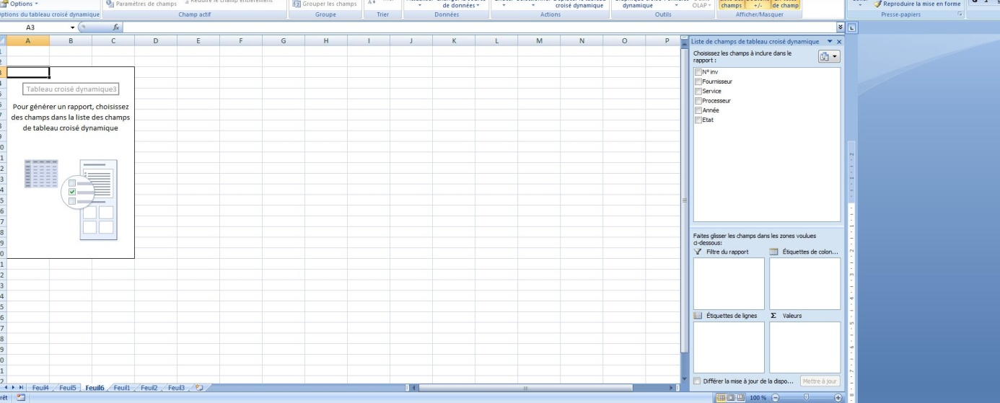 Options
Paramètres de champs
Réduire le champ entièrement
Grouper les champs
de données
croisé dynamique
dynamique
OLAP
champs
+/-
de champ
Reproduire la mise en forme
Options du tableau croisé dynamique
Champ actif
Groupe
Trier
Données
Actions
Outils
Afficher/Masquer
Presse-papiers
A3
fx
A B C D E F G H I J K L M N O P
Liste de champs de tableau croisé dynamique
Choisissez les champs à inclure dans le
rapport :
N° inv
Fournisseur
Service
Processeur
Année
Etat
Tableau croisé dynamique3
Pour générer un rapport, choisissez
des champs dans la liste des champs
de tableau croisé dynamique
Faites glisser les champs dans les zones voulues
ci-dessous:
Filtre du rapport
Étiquettes de colon...
Étiquettes de lignes
Σ Valeurs
Différer la mise à jour de la dispo...
Mettre à jour
Feuil4 Feuil5 Feuil6 Feuil1 Feuil2 Feuil3
100 %